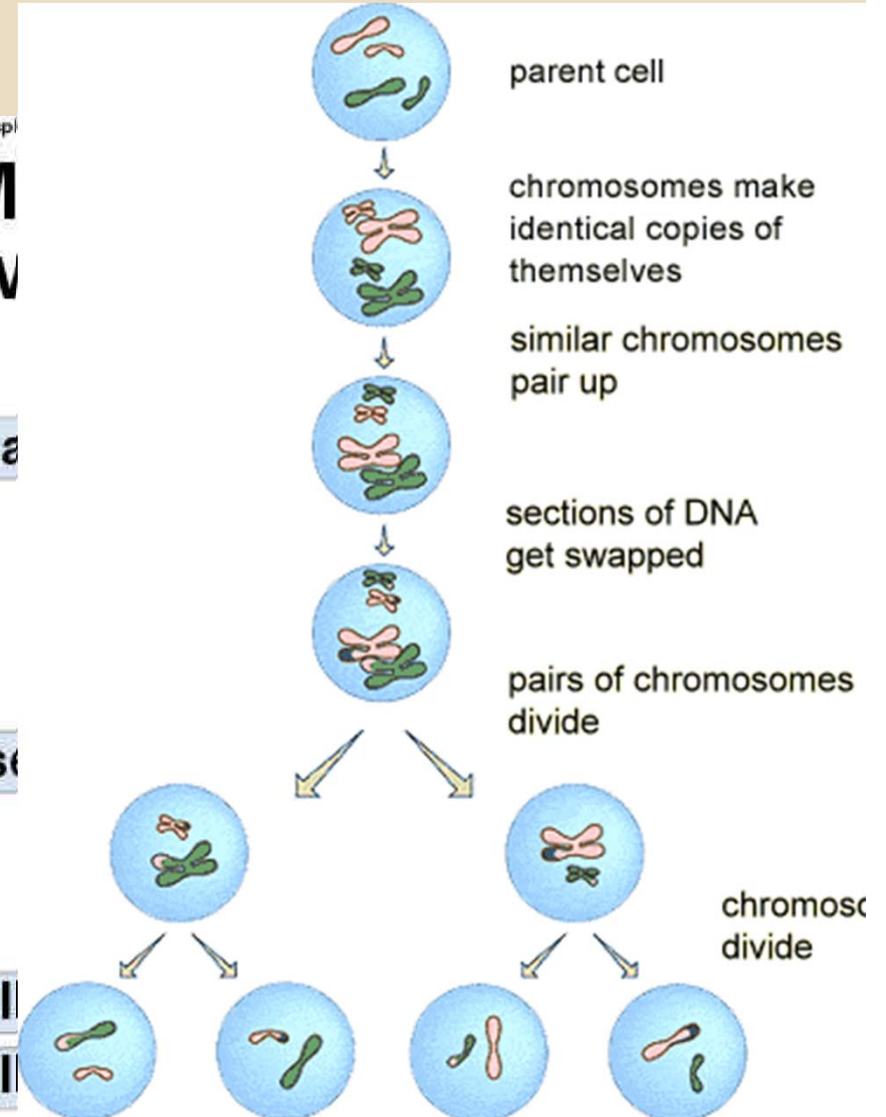 parent cell
chromosomes make
identical copies of
themselves
similar chromosomes
pair up
sections of DNA
get swapped
pairs of chromosomes
divide
divide